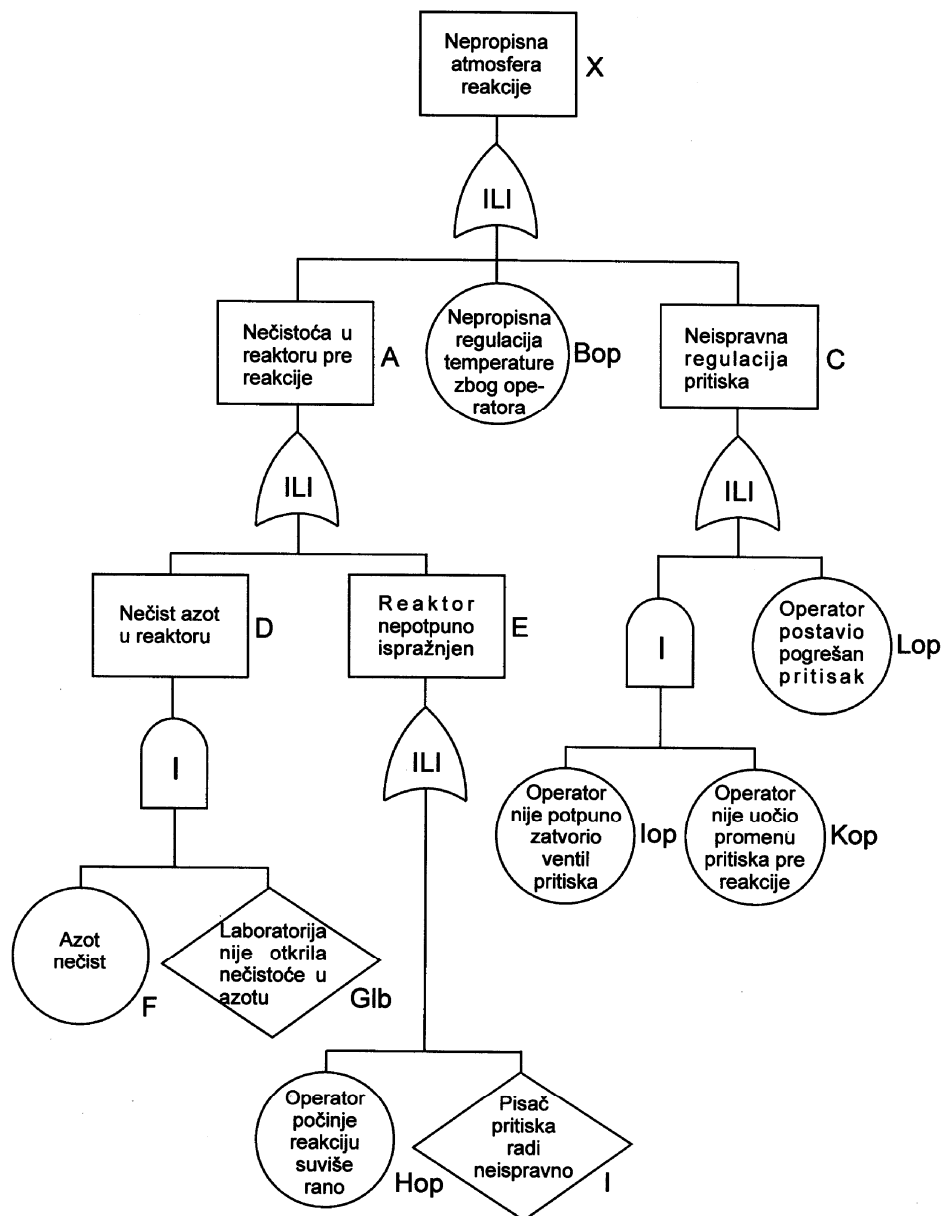 Nepropisna
atmosfera
reakcije
X
ILI
Nečistoća u
reaktoru pre
reakcije
A
Nepropisna
regulacija
temperature
zbog ope-
ratora
Bop
Neispravna
regulacija
pritiska
C
ILI
ILI
Nečist azot
u reaktoru
D
Reaktor
nepotpuno
ispražnjen
E
I
Operator
postavio
pogrešan
pritisak
Lop
I
ILI
Operator
nije potpuno
zatvorio
ventil
pritiska
Iop
Operator
nije uočio
promenu
pritiska pre
reakcije
Kop
Azot
nečist
F
Laboratorija
nije otkrila
nečistoće u
azotu
Glb
Operator
počinje
reakciju
suviše
rano
Hop
Pisač
pritiska
radi
neispravno
I